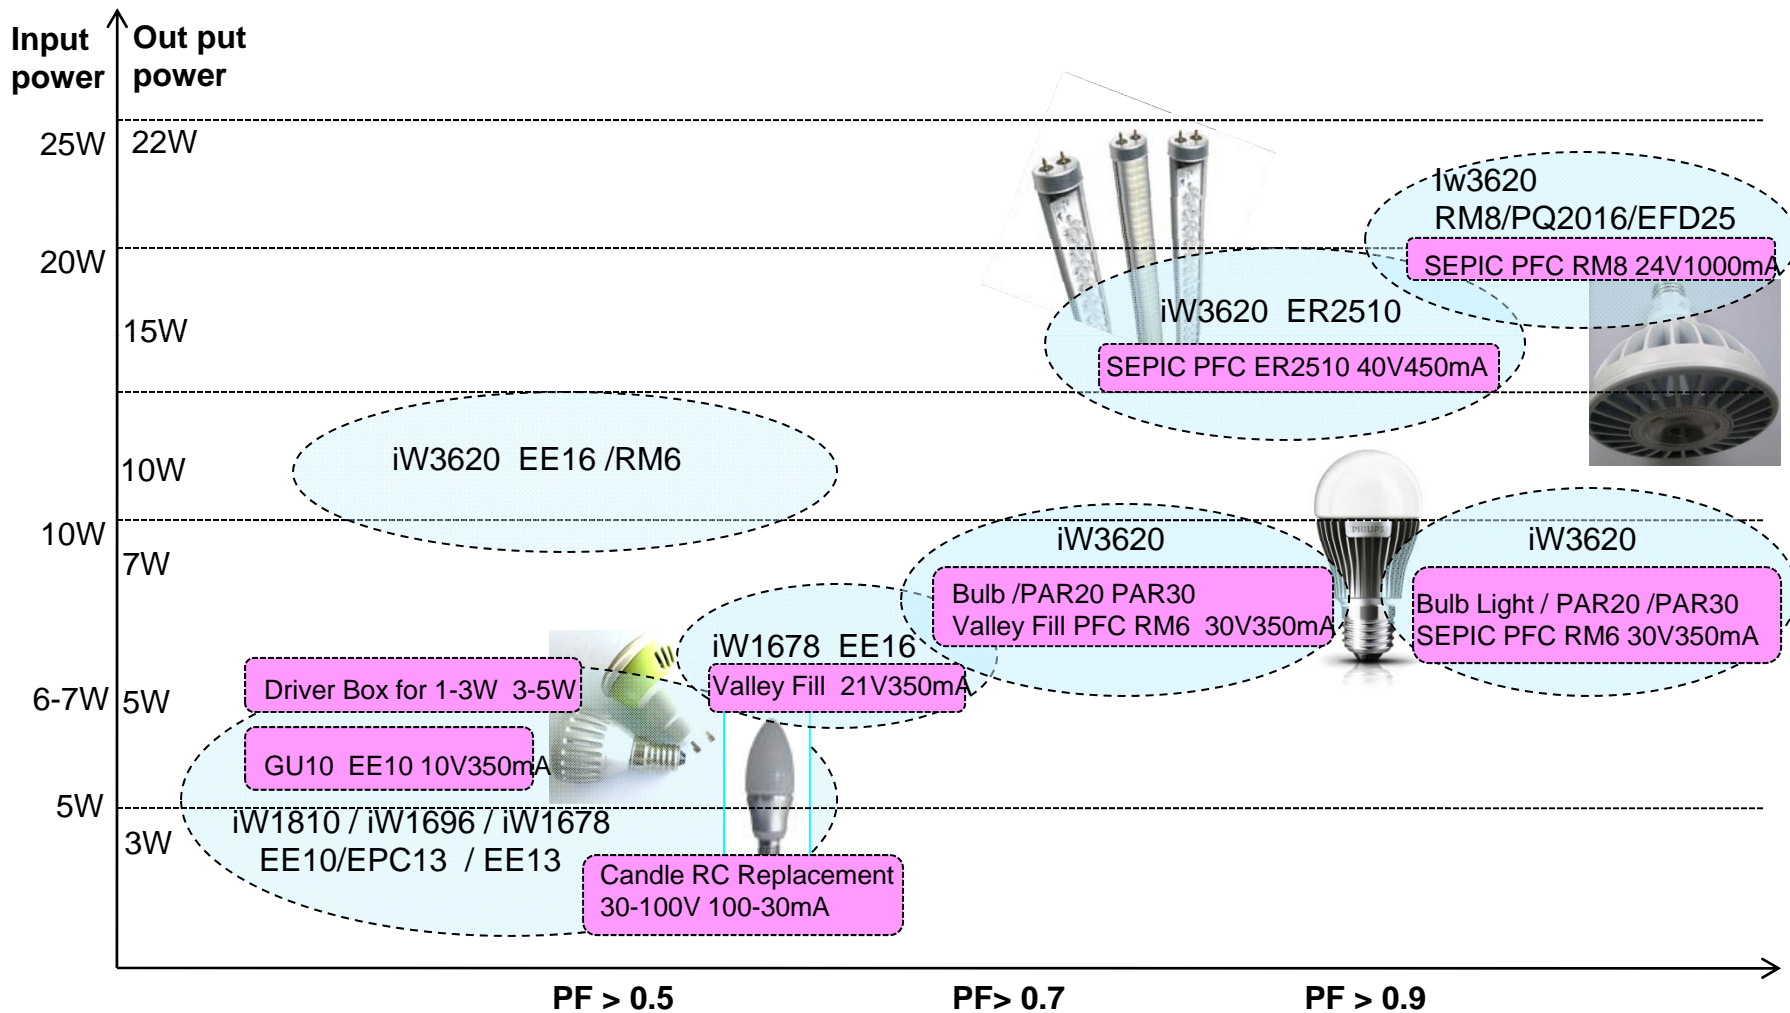 Input
power
Out put
power
25W
22W
Iw3620
RM8/PQ2016/EFD25
20W
SEPIC PFC RM8 24V1000mA
15W
iW3620 ER2510
SEPIC PFC ER2510 40V450mA
10W
iW3620 EE16 /RM6
10W
7W
iW3620
Bulb /PAR20 PAR30
Valley Fill PFC RM6 30V350mA
PHILIPS
iW3620
Bulb Light / PAR20 /PAR30
SEPIC PFC RM6 30V350mA
iW1678 EE16
Valley Fill 21V350mA
6-7W
5W
Driver Box for 1-3W 3-5W
GU10 EE10 10V350mA
5W
3W
iW1810 / iW1696 / iW1678
EE10/EPC13 / EE13
Candle RC Replacement
30-100V 100-30mA
PF > 0.5
PF> 0.7
PF > 0.9